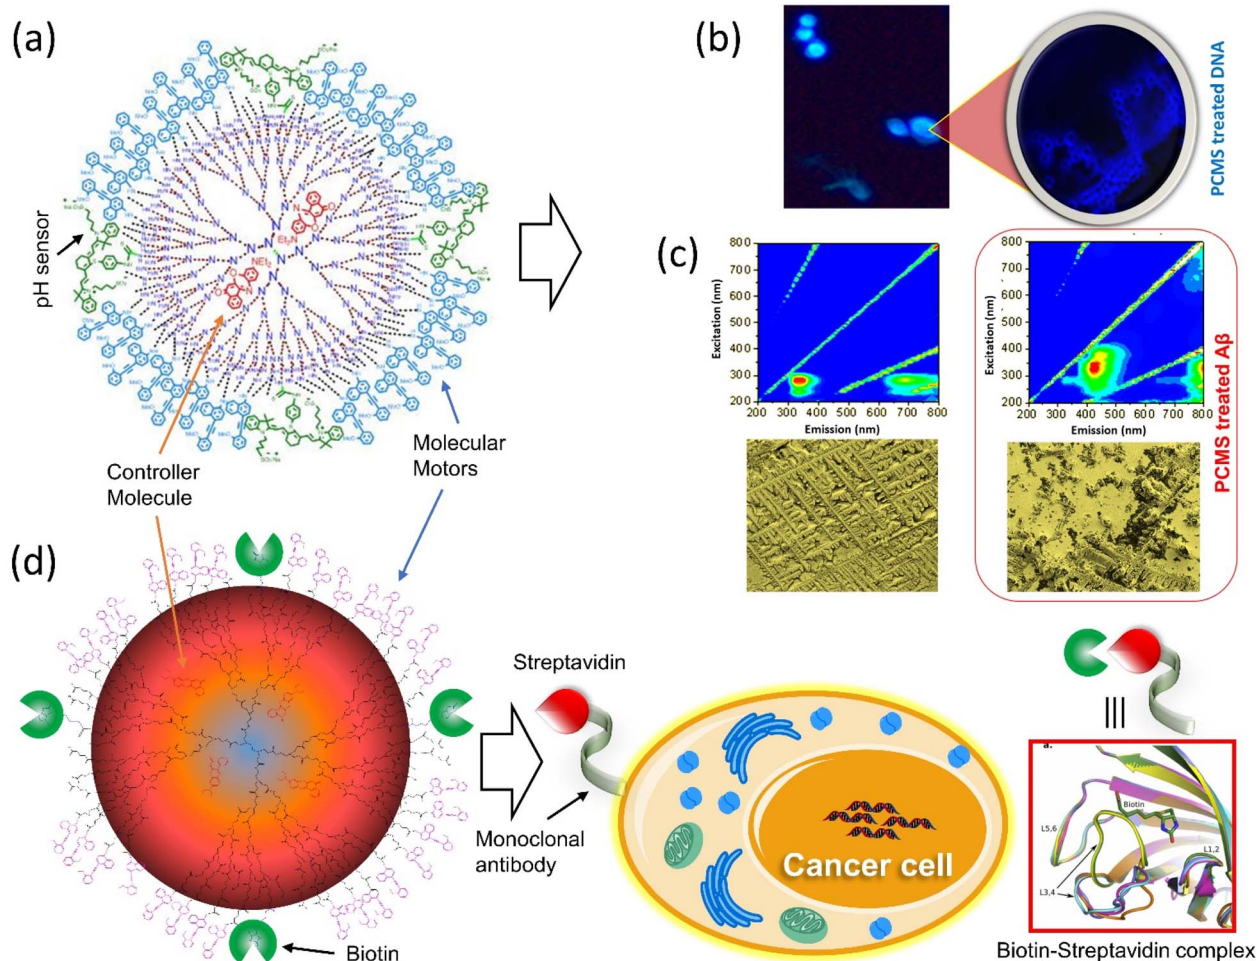 (a)
pH sensor
Et₂N
NEt₂
Controller
Molecule
Molecular
Motors
(b)
PCMS treated DNA
(c)
800
700
600
500
400
300
200
Excitation (nm)
200 300 400 500 600 700 800
Emission (nm)
800
700
600
500
400
300
200
Excitation (nm)
200 300 400 500 600 700 800
Emission (nm)
PCMS treated Aβ
(d)
Biotin
Streptavidin
Monoclonal
antibody
Cancer cell
a.
Biotin
L5,6
L1,2
L3,4
Biotin-Streptavidin complex